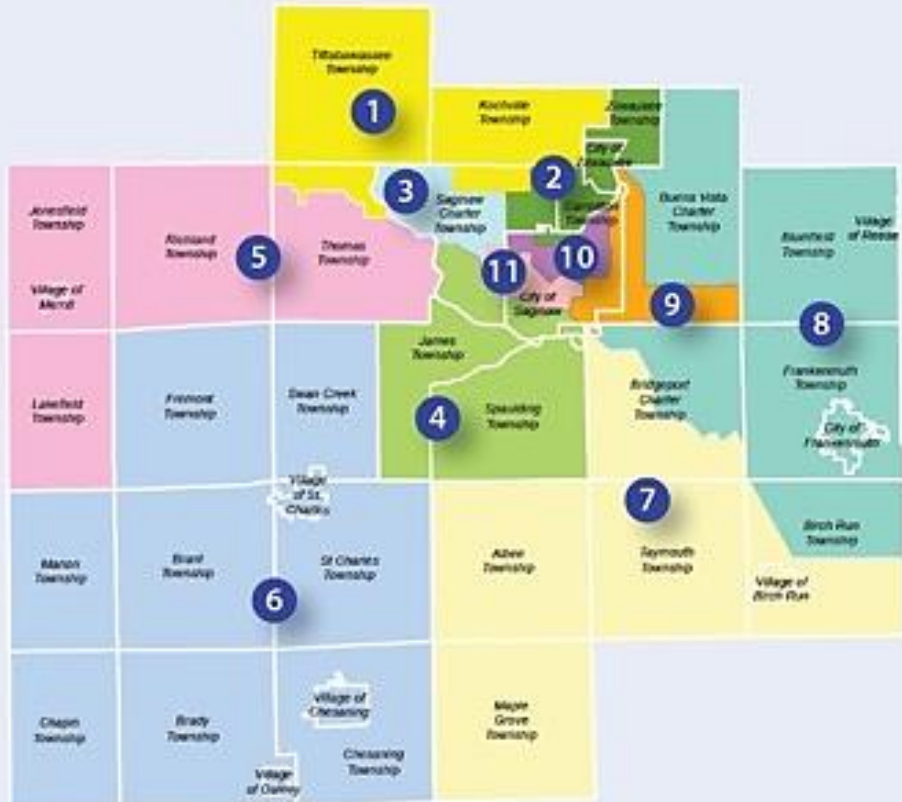 Tittabawassee
Township
1
Kochville
Township
Zilwaukee
Township
City of
Zilwaukee
2
3
Saginaw
Charter
Township
Carrollton
Township
Buena Vista
Charter
Township
Jonesfield
Township
Richland
Township
5
Thomas
Township
Blumfield
Township
Village
of Reese
11
10
Village of
Merrill
City of
Saginaw
9
8
James
Township
Lakefield
Township
Fremont
Township
Swan Creek
Township
4
Spaulding
Township
Bridgeport
Charter
Township
Frankenmuth
Township
City of
Frankenmuth
Village
of St.
Charles
7
Birch Run
Township
Marion
Township
Brant
Township
St Charles
Township
Albee
Township
Taymouth
Township
Village of
Birch Run
6
Village of
Chesaning
Chapin
Township
Brady
Township
Chesaning
Township
Maple
Grove
Township
Village
of Oakley